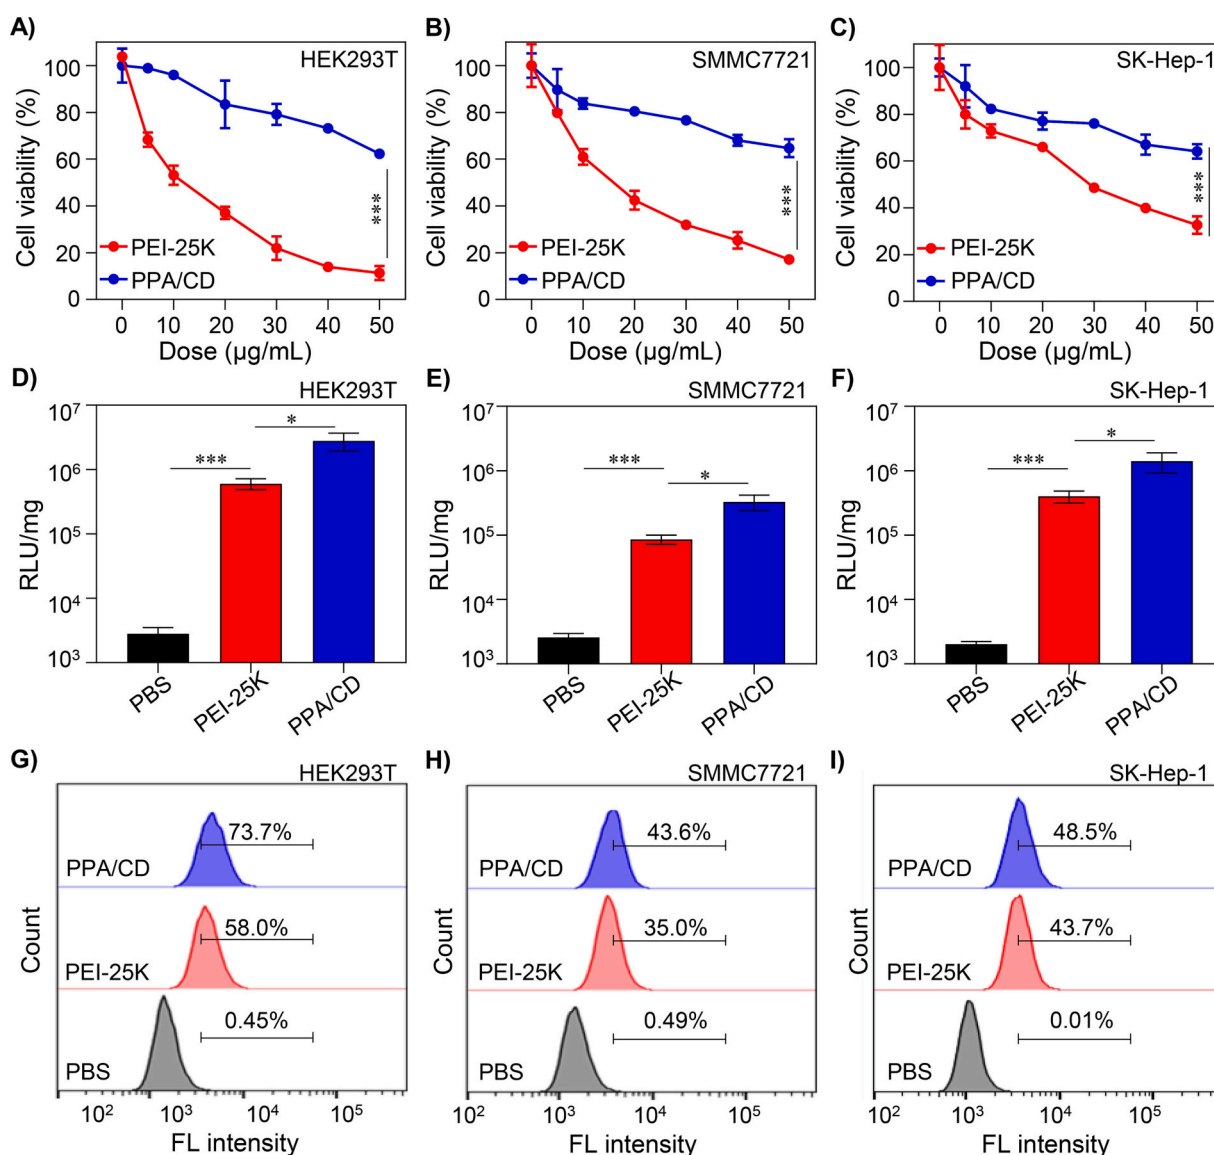 A) HEK293T
Cell viability (%)
100
80
60
40
20
0
***
PEI-25K
PPA/CD
0 10 20 30 40 50
Dose (µg/mL)
B) SMMC7721
Cell viability (%)
100
80
60
40
20
0
***
PEI-25K
PPA/CD
0 10 20 30 40 50
Dose (µg/mL)
C) SK-Hep-1
Cell viability (%)
100
80
60
40
20
0
***
PEI-25K
PPA/CD
0 10 20 30 40 50
Dose (µg/mL)
D) HEK293T
RLU/mg
10⁷
10⁶
10⁵
10⁴
10³
*** *
PBS PEI-25K PPA/CD
E) SMMC7721
RLU/mg
10⁷
10⁶
10⁵
10⁴
10³
*** *
PBS PEI-25K PPA/CD
F) SK-Hep-1
RLU/mg
10⁷
10⁶
10⁵
10⁴
10³
*** *
PBS PEI-25K PPA/CD
G) HEK293T
Count
73.7%
PPA/CD
58.0%
PEI-25K
0.45%
PBS
10² 10³ 10⁴ 10⁵
FL intensity
H) SMMC7721
Count
43.6%
PPA/CD
35.0%
PEI-25K
0.49%
PBS
10² 10³ 10⁴ 10⁵
FL intensity
I) SK-Hep-1
Count
48.5%
PPA/CD
43.7%
PEI-25K
0.01%
PBS
10² 10³ 10⁴ 10⁵
FL intensity